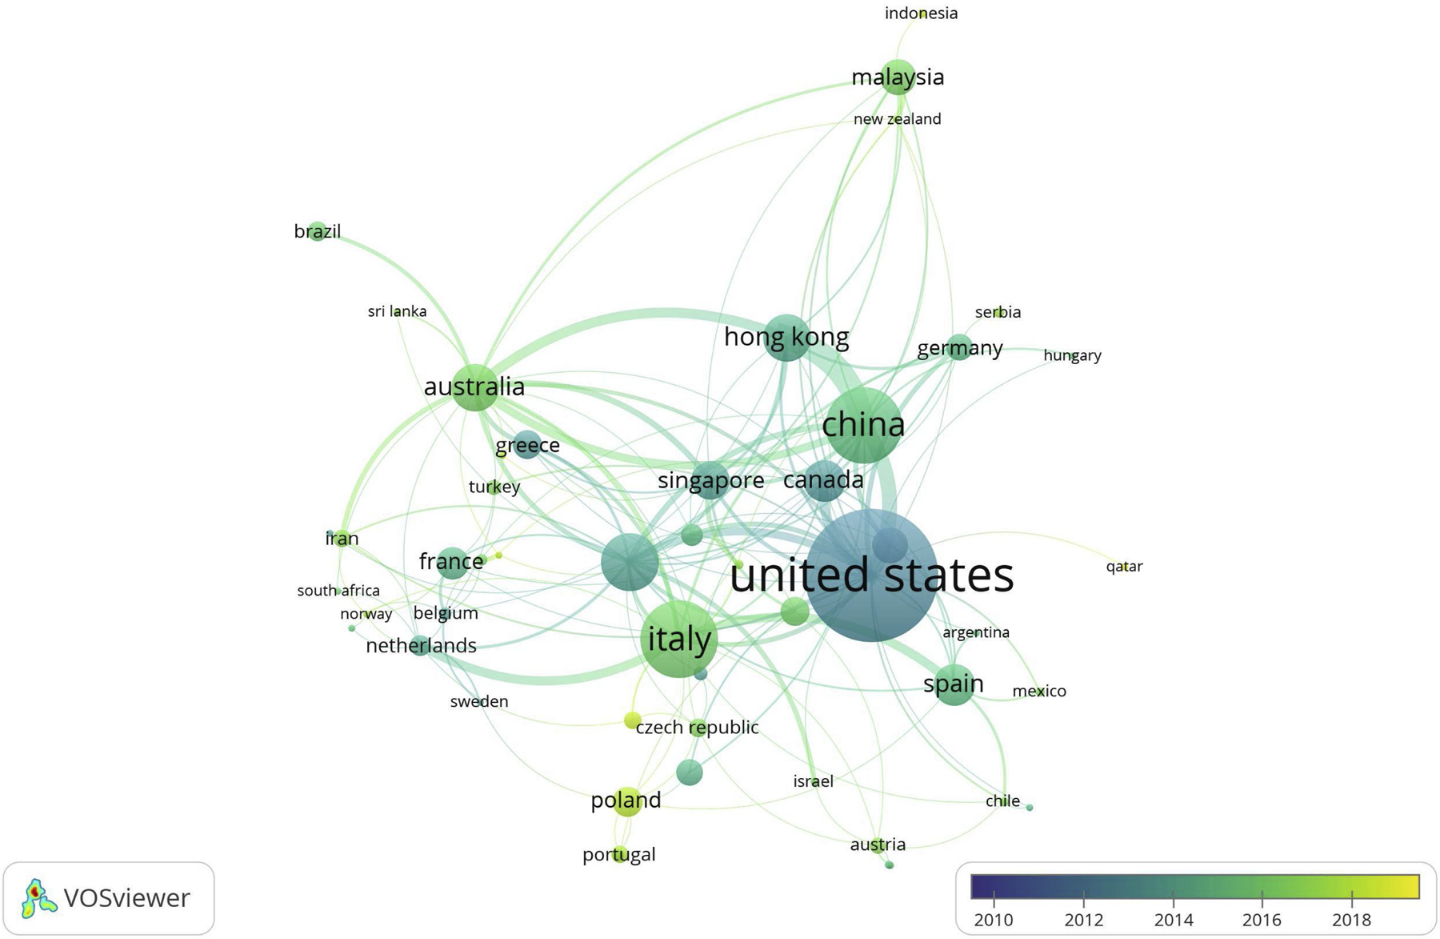 indonesia
malaysia
new zealand
brazil
sri lanka
serbia
hong kong
germany
hungary
australia
china
greece
singapore
canada
turkey
iran
france
qatar
united states
south africa
norway
belgium
argentina
netherlands
italy
spain
mexico
sweden
czech republic
israel
poland
chile
austria
portugal
VOSviewer
2010
2012
2014
2016
2018